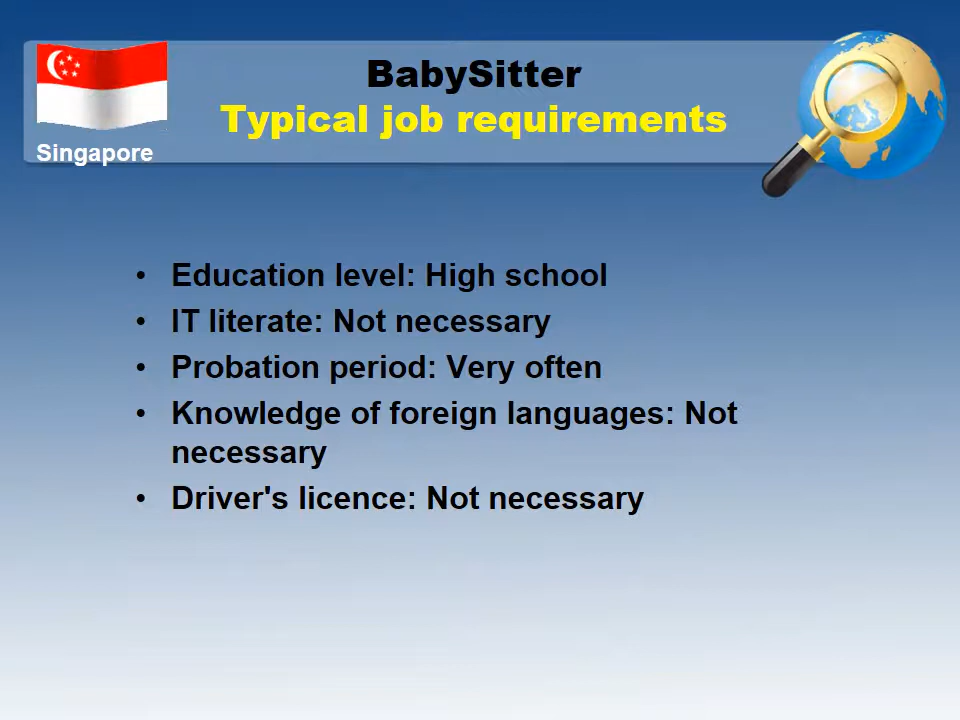 BabySitter
Typical job requirements
Singapore
• Education level: High school
• IT literate: Not necessary
• Probation period: Very often
• Knowledge of foreign languages: Not
necessary
• Driver's licence: Not necessary